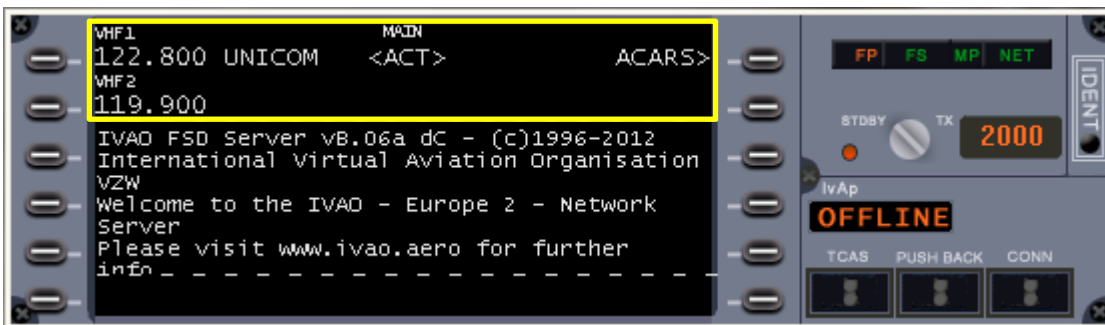 VHF1 MAIN
122.800 UNICOM <ACT> ACARS>
VHF2
119.900
IVAO FSD Server vB.06a dC - (c)1996-2012
International Virtual Aviation Organisation
VZW
Welcome to the IVAO - Europe 2 - Network
Server
Please visit www.ivao.aero for further
info_ _ _ _ _ _ _ _ _ _ _ _ _ _ _ _ _ _
FP FS MP NET
IDENT
STDBY TX 2000
IvAp
OFFLINE
TCAS PUSH BACK CONN